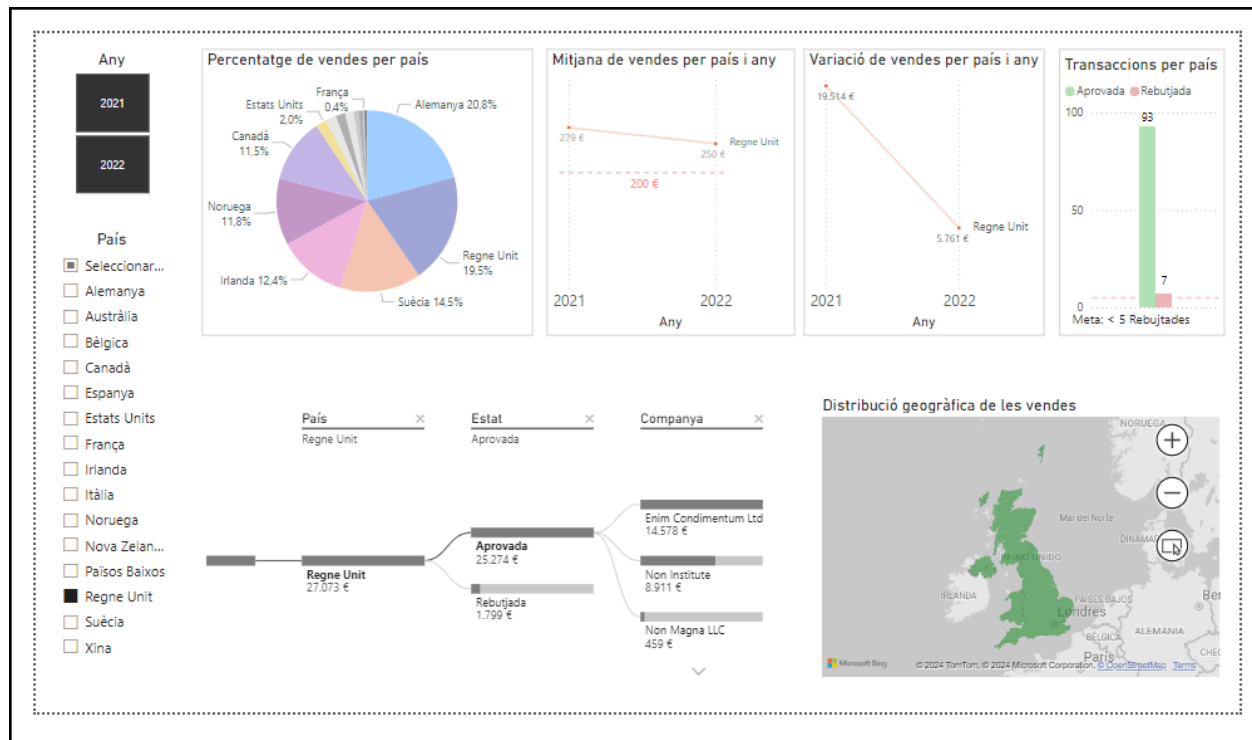 Any
2021
2022
País
Seleccionar...
Alemanya
Austràlia
Bèlgica
Canadà
Espanya
Estats Units
França
Irlanda
Itàlia
Noruega
Nova Zelan...
Països Baixos
Regne Unit
Suècia
Xina
Percentatge de vendes per país
França
0,4%
Estats Units
2,0%
Canadà
11,5%
Noruega
11,8%
Irlanda 12,4%
Suècia 14,5%
Regne Unit
19,5%
Alemanya 20,8%
Mitjana de vendes per país i any
279 €
250 €
Regne Unit
200 €
2021
2022
Any
Variació de vendes per país i any
19.514 €
5.761 €
Regne Unit
2021
2022
Any
Transaccions per país
Aprovada
Rebutjada
100
93
50
7
0
Meta: < 5 Rebujtades
País
Regne Unit
Estat
Aprovada
Companya
Regne Unit
27.073 €
Aprovada
25.274 €
Rebutjada
1.799 €
Enim Condimentum Ltd
14.578 €
Non Institute
8.911 €
Non Magna LLC
459 €
Distribució geogràfica de les vendes
NORUEGA
Mar del Norte
DINAMAR
REINO UNIDO
IRLANDA
PAÍSES BAJOS
Ber
Londres
BÉLGICA
ALEMANIA
París
CHEC
Microsoft Bing
© 2024 TomTom, © 2024 Microsoft Corporation, © OpenStreetMap Terms